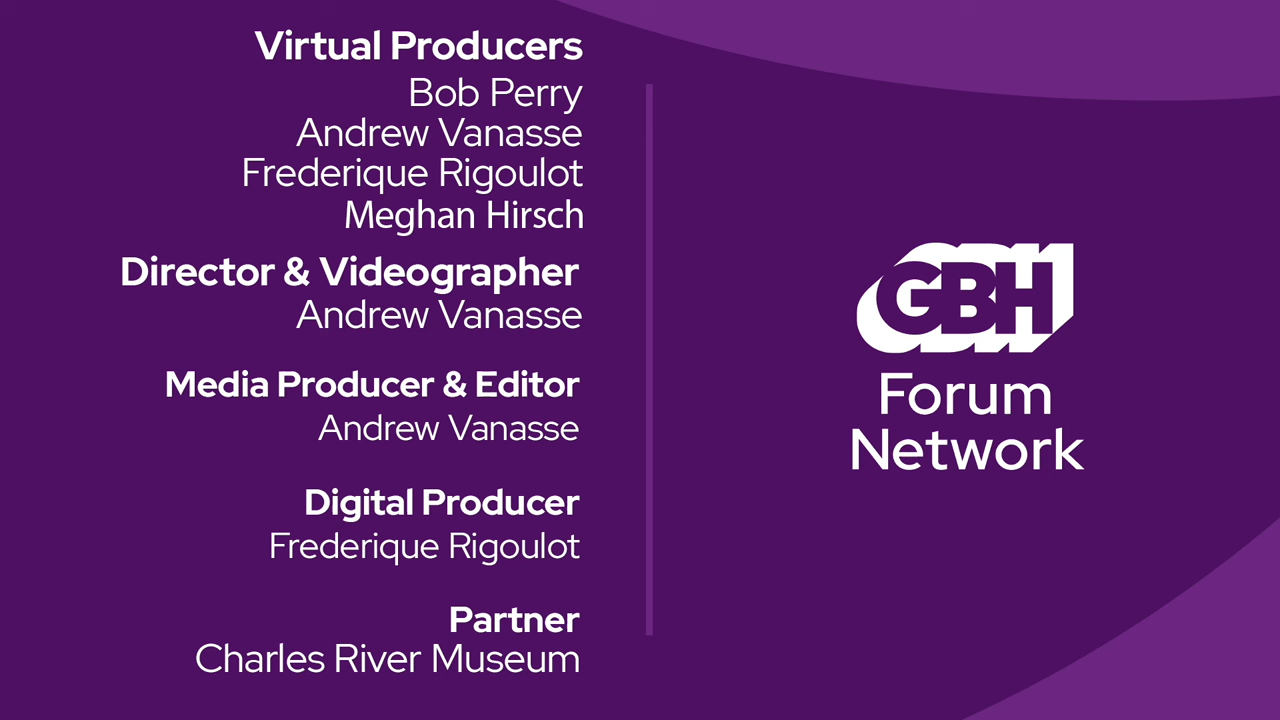 Virtual Producers
Bob Perry
Andrew Vanasse
Frederique Rigoulot
Meghan Hirsch
Director & Videographer
Andrew Vanasse
Media Producer & Editor
Andrew Vanasse
Digital Producer
Frederique Rigoulot
Partner
Charles River Museum
GBH
Forum
Network